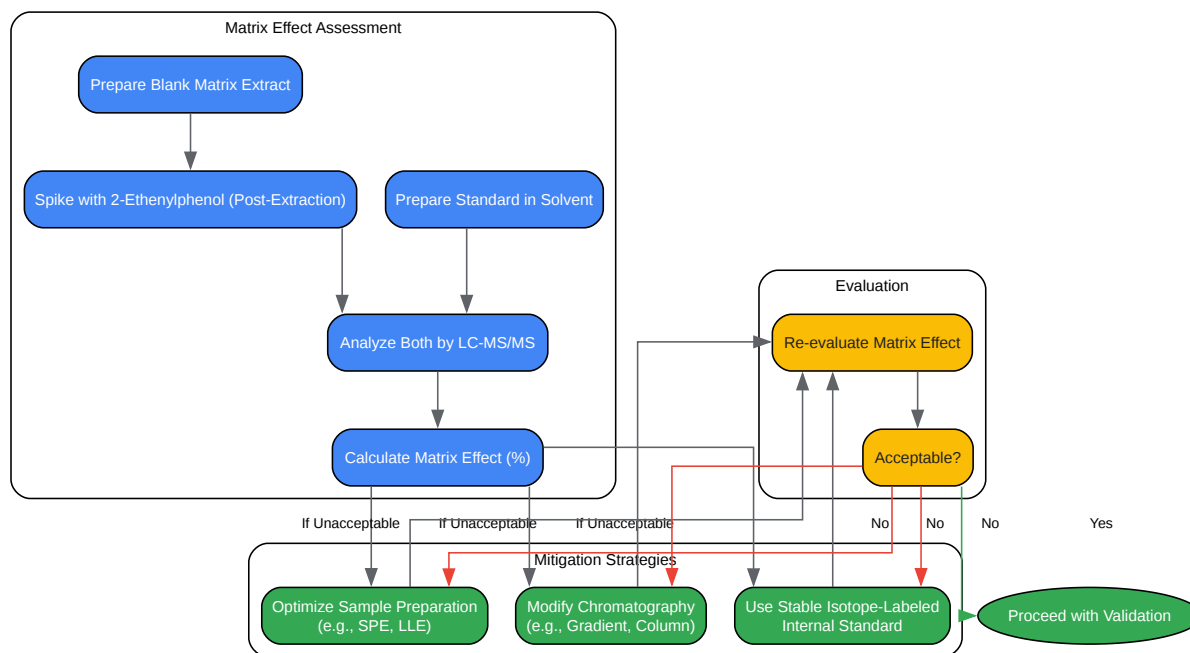 Matrix Effect Assessment
Prepare Blank Matrix Extract
Spike with 2-Ethenylphenol (Post-Extraction)
Prepare Standard in Solvent
Evaluation
Analyze Both by LC-MS/MS
Re-evaluate Matrix Effect
Calculate Matrix Effect (%)
Acceptable?
If Unacceptable
If Unacceptable
If Unacceptable
No
No
No
Yes
Mitigation Strategies
Optimize Sample Preparation
(e.g., SPE, LLE)
Modify Chromatography
(e.g., Gradient, Column)
Use Stable Isotope-Labeled
Internal Standard
Proceed with Validation